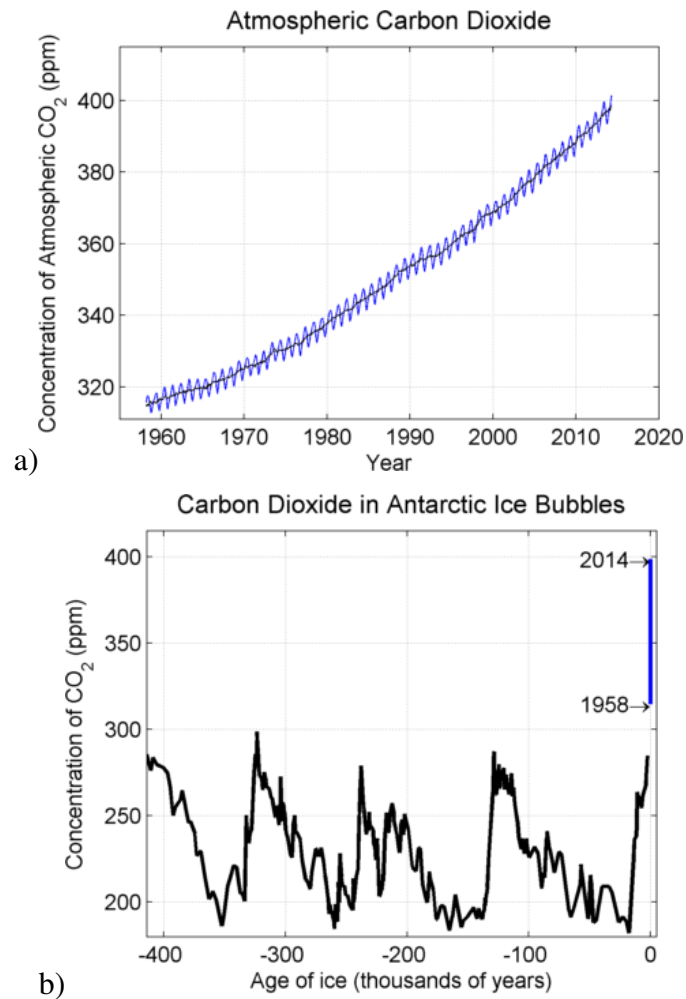 Atmospheric Carbon Dioxide
Concentration of Atmospheric CO₂ (ppm)
400
380
360
340
320
1960 1970 1980 1990 2000 2010 2020
Year
a)
Carbon Dioxide in Antarctic Ice Bubbles
Concentration of CO₂ (ppm)
400
350
300
250
200
2014
1958
-400 -300 -200 -100 0
Age of ice (thousands of years)
b)